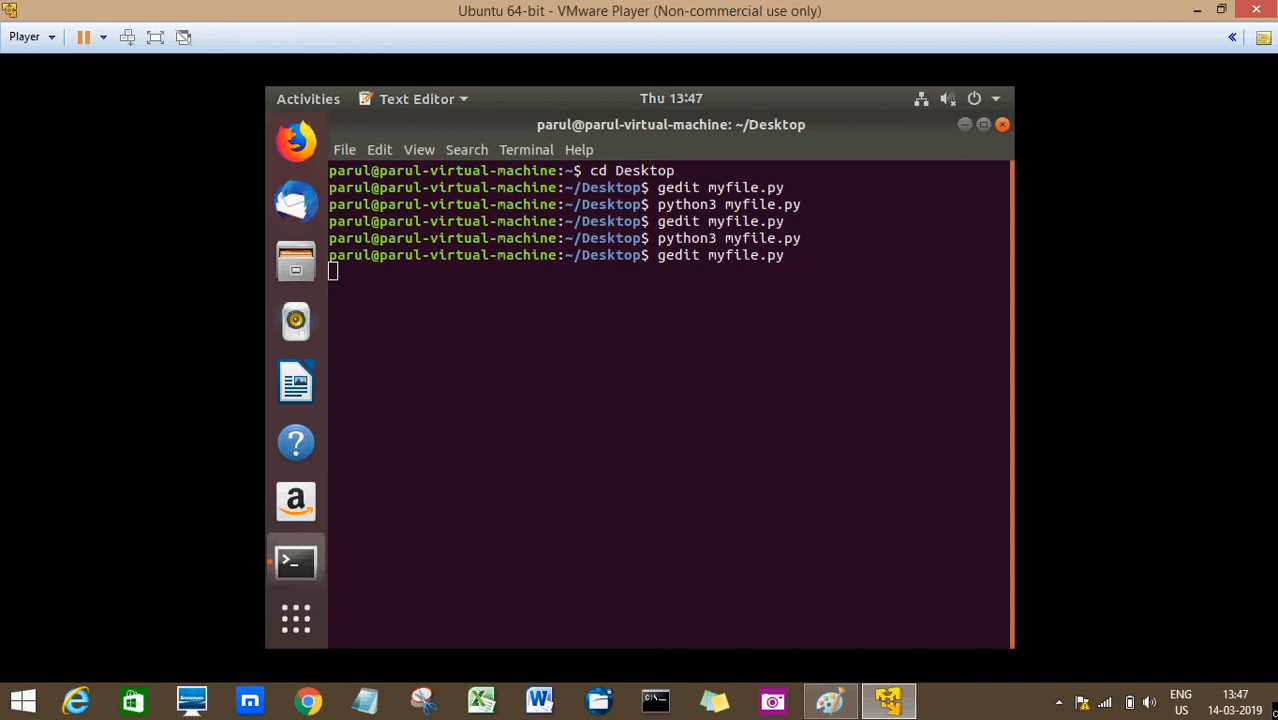 Ubuntu 64-bit - VMware Player (Non-commercial use only)
Player
Activities Text Editor Thu 13:47
parul@parul-virtual-machine: ~/Desktop
File Edit View Search Terminal Help
parul@parul-virtual-machine:~$ cd Desktop
parul@parul-virtual-machine:~/Desktop$ gedit myfile.py
parul@parul-virtual-machine:~/Desktop$ python3 myfile.py
parul@parul-virtual-machine:~/Desktop$ gedit myfile.py
parul@parul-virtual-machine:~/Desktop$ python3 myfile.py
parul@parul-virtual-machine:~/Desktop$ gedit myfile.py
ENG 13:47
US 14-03-2019